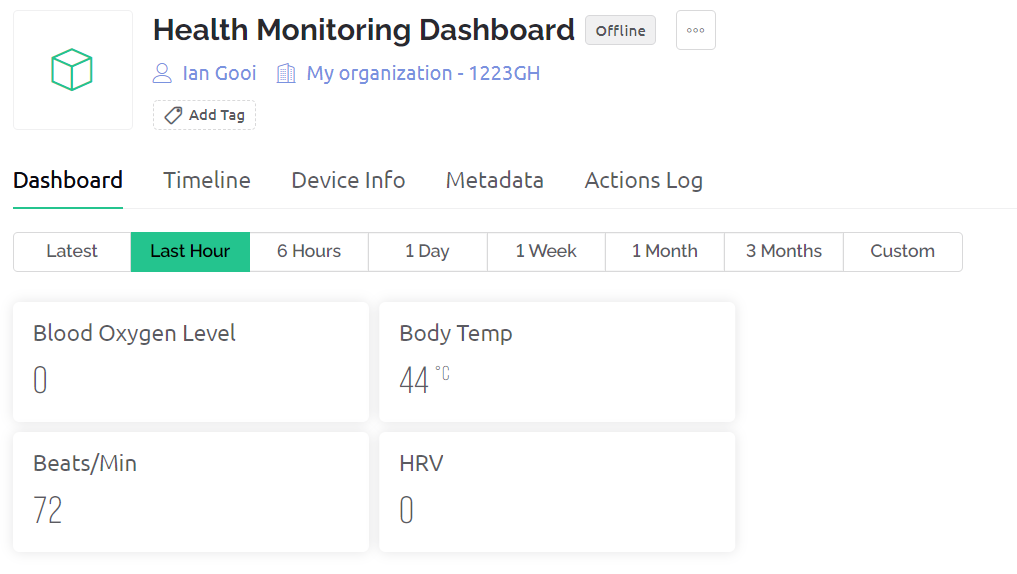 Health Monitoring Dashboard Offline
Ian Gooi My organization - 1223GH
Add Tag
Dashboard Timeline Device Info Metadata Actions Log
Latest Last Hour 6 Hours 1 Day 1 Week 1 Month 3 Months Custom
Blood Oxygen Level
0
Body Temp
44 °C
Beats/Min
72
HRV
0